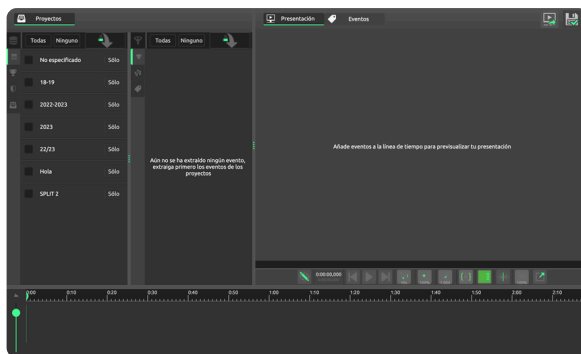 Proyectos
Presentación
Eventos
Todas Ninguno
Todas Ninguno
No especificado Sólo
18-19 Sólo
2022-2023 Sólo
2023 Sólo
22/23 Sólo
Hola Sólo
SPLIT 2 Sólo
Aún no se ha extraído ningún evento,
extraiga primero los eventos de los
proyectos
Añade eventos a la línea de tiempo para previsualizar tu presentación
0:00:00,000
0:00 0:10 0:20 0:30 0:40 0:50 1:00 1:10 1:20 1:30 1:40 1:50 2:00 2:10